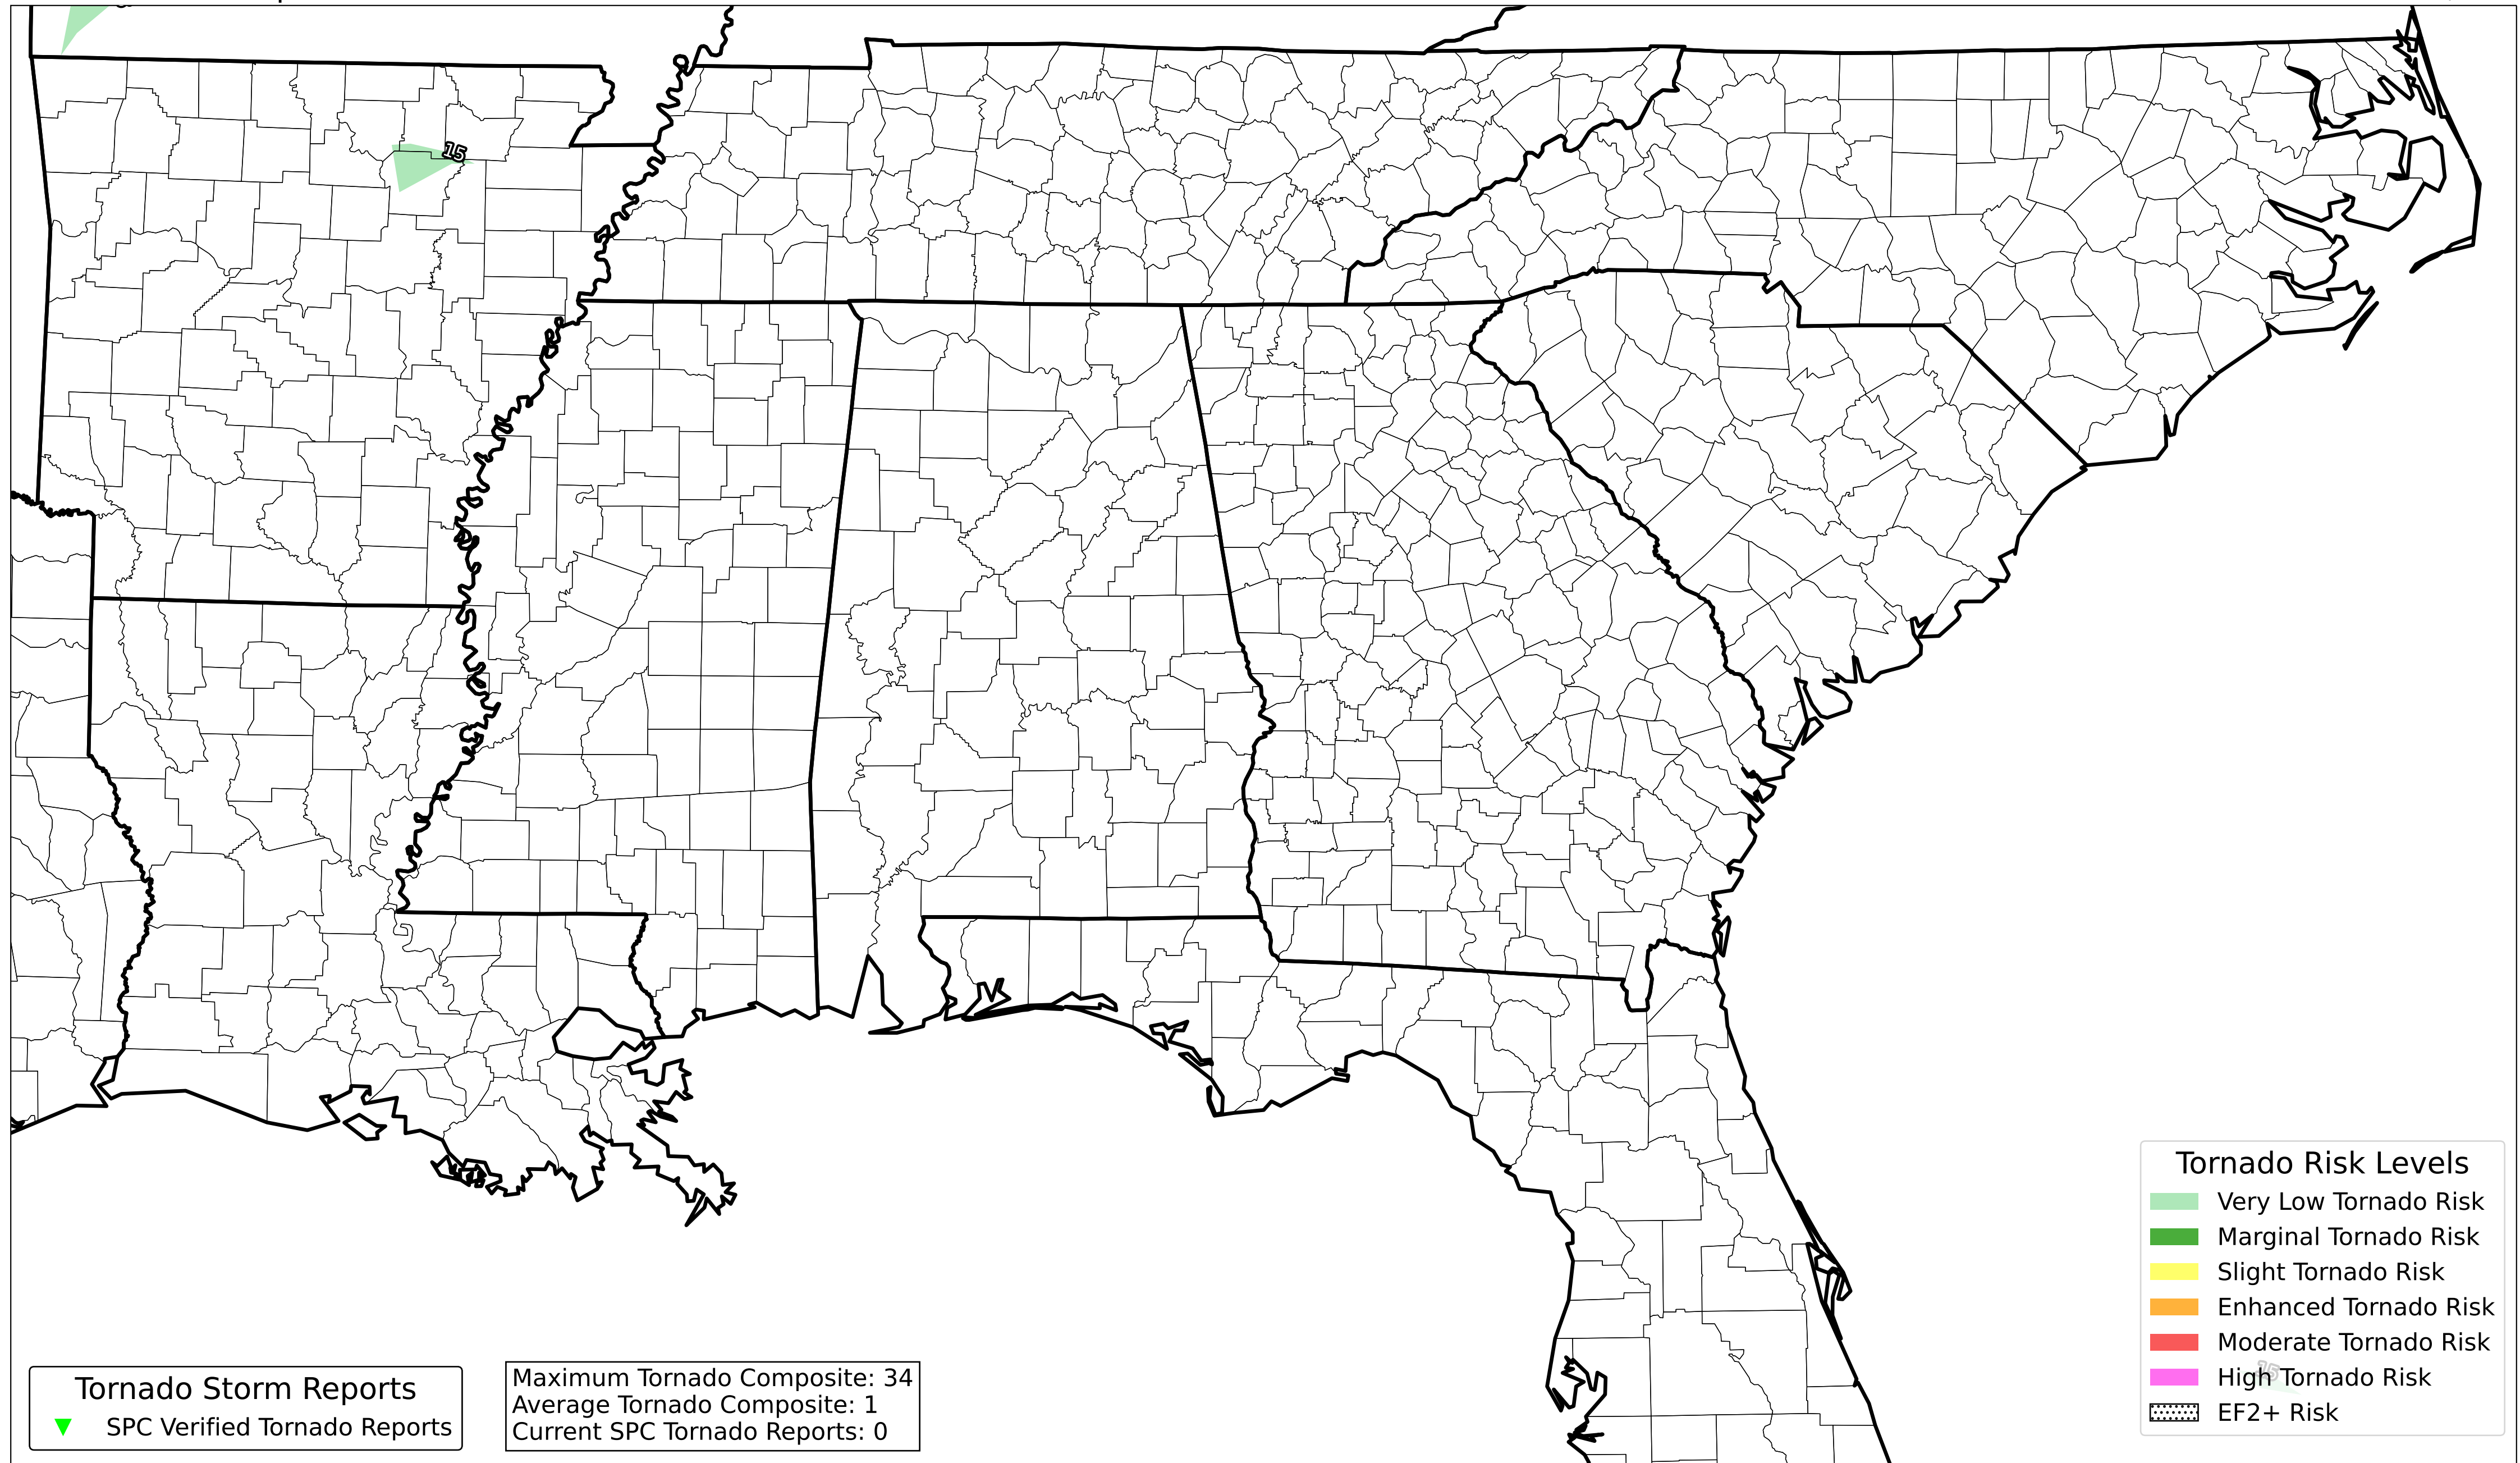 15
Tornado Risk Levels
Very Low Tornado Risk
Marginal Tornado Risk
Slight Tornado Risk
Enhanced Tornado Risk
Moderate Tornado Risk
15
High Tornado Risk
EF2+ Risk
Tornado Storm Reports
SPC Verified Tornado Reports
Maximum Tornado Composite: 34
Average Tornado Composite: 1
Current SPC Tornado Reports: 0